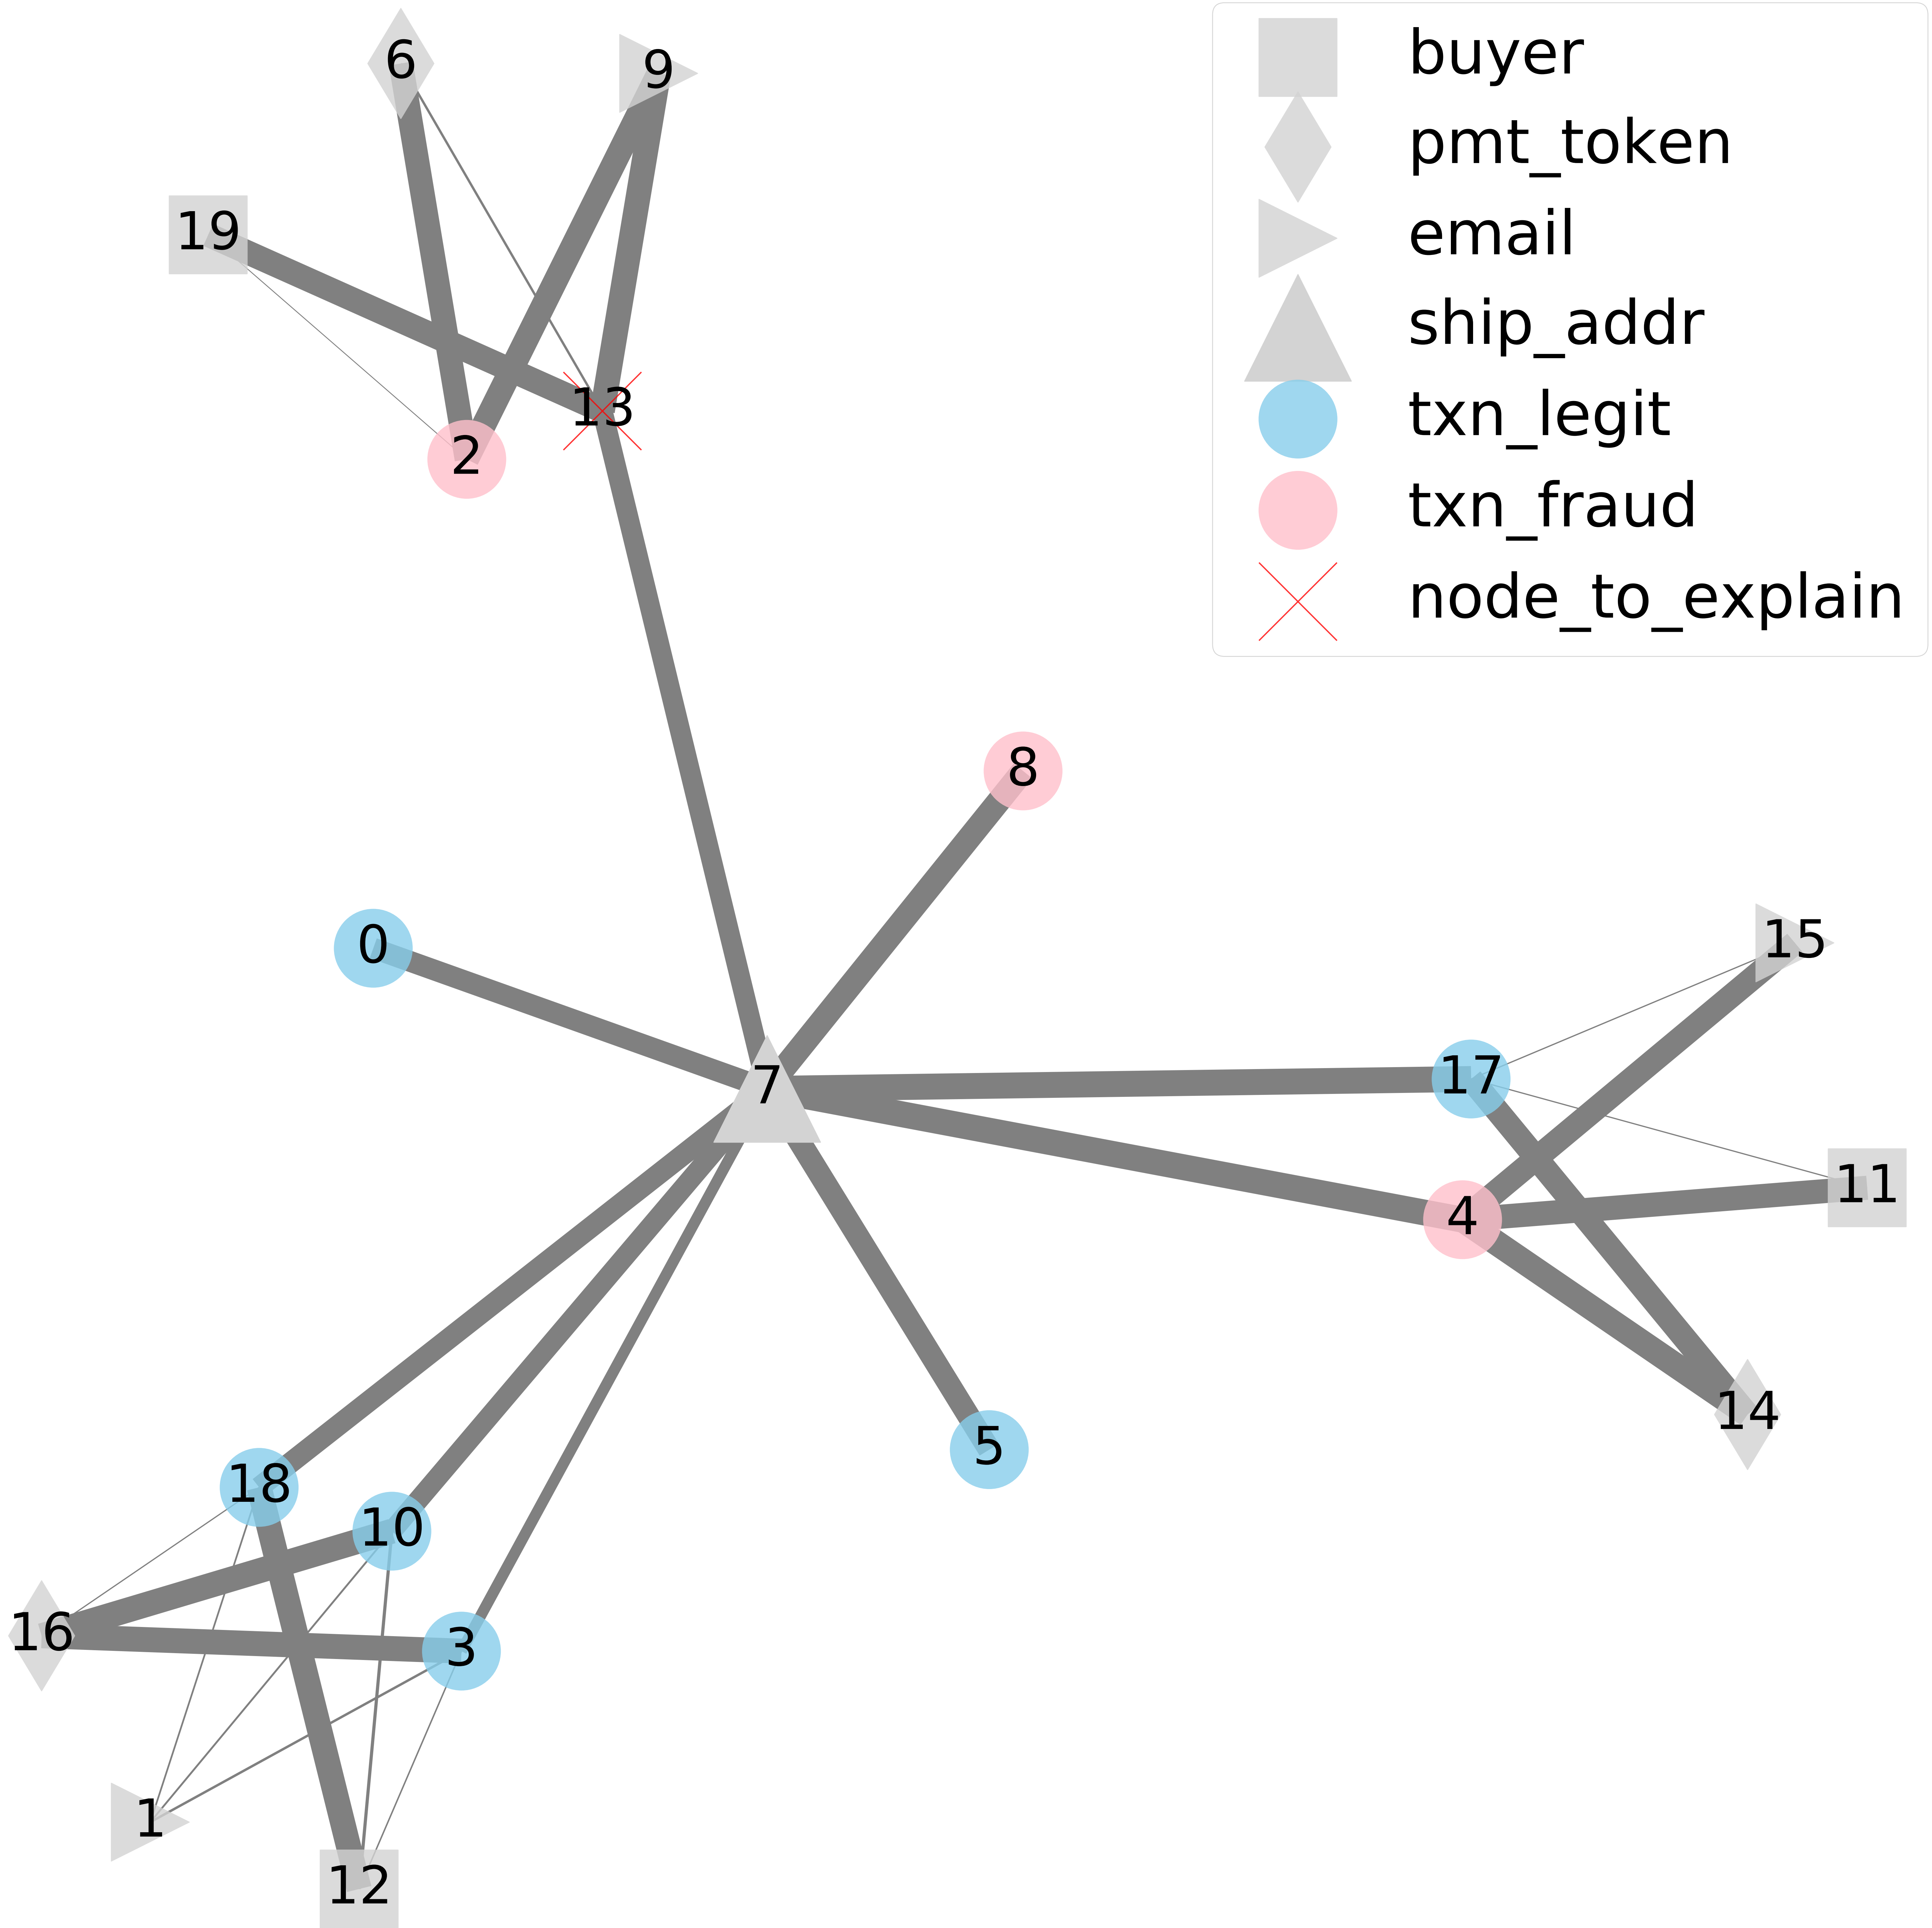 buyer
pmt_token
email
ship_addr
txn_legit
txn_fraud
node_to_explain
6
9
19
13
2
8
0
15
7
17
11
4
14
5
18
10
16
3
1
12